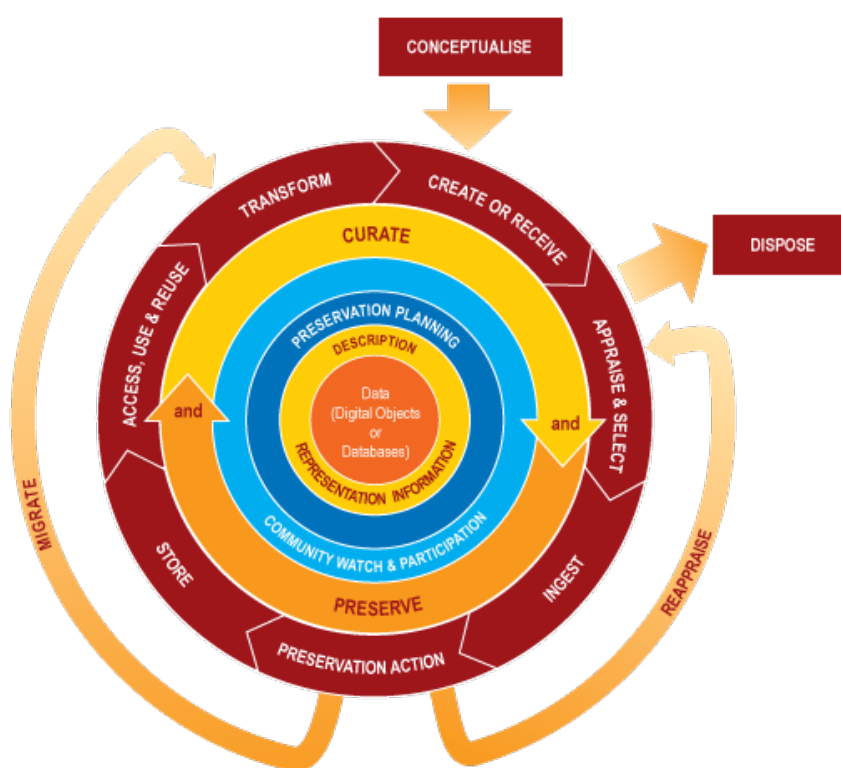 CONCEPTUALISE
CREATE OR RECEIVE
DISPOSE
APPRAISE & SELECT
REAPPRAISE
INGEST
PRESERVATION ACTION
MIGRATE
STORE
ACCESS, USE & REUSE
TRANSFORM
CURATE
and
PRESERVE
and
COMMUNITY WATCH & PARTICIPATION
PRESERVATION PLANNING
DESCRIPTION
REPRESENTATION INFORMATION
Data
(Digital Objects
or
Databases)